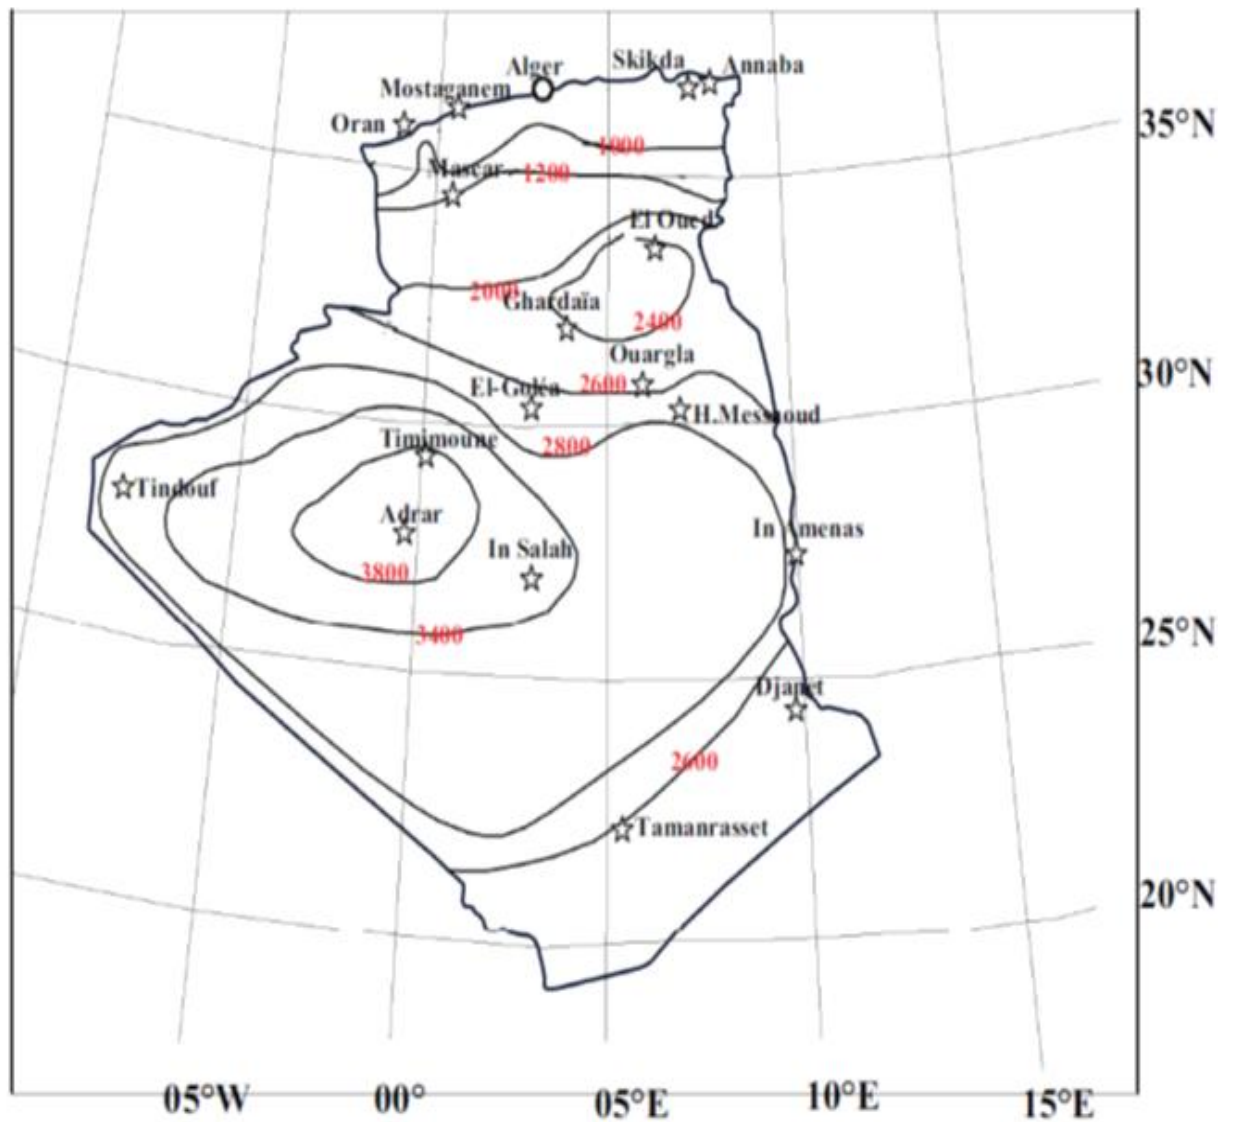 Skikda
Alger
Annaba
Mostaganem
Oran
35°N
1000
Mascar
1200
El Oued
2000
Ghardaïa
2400
Ouargla
30°N
El-Goléa
2600
H.Messaoud
Timimoune
2800
Tindouf
Adrar
In Amenas
In Salah
3800
3400
25°N
Djanet
2600
Tamanrasset
20°N
05°W
00°
05°E
10°E
15°E